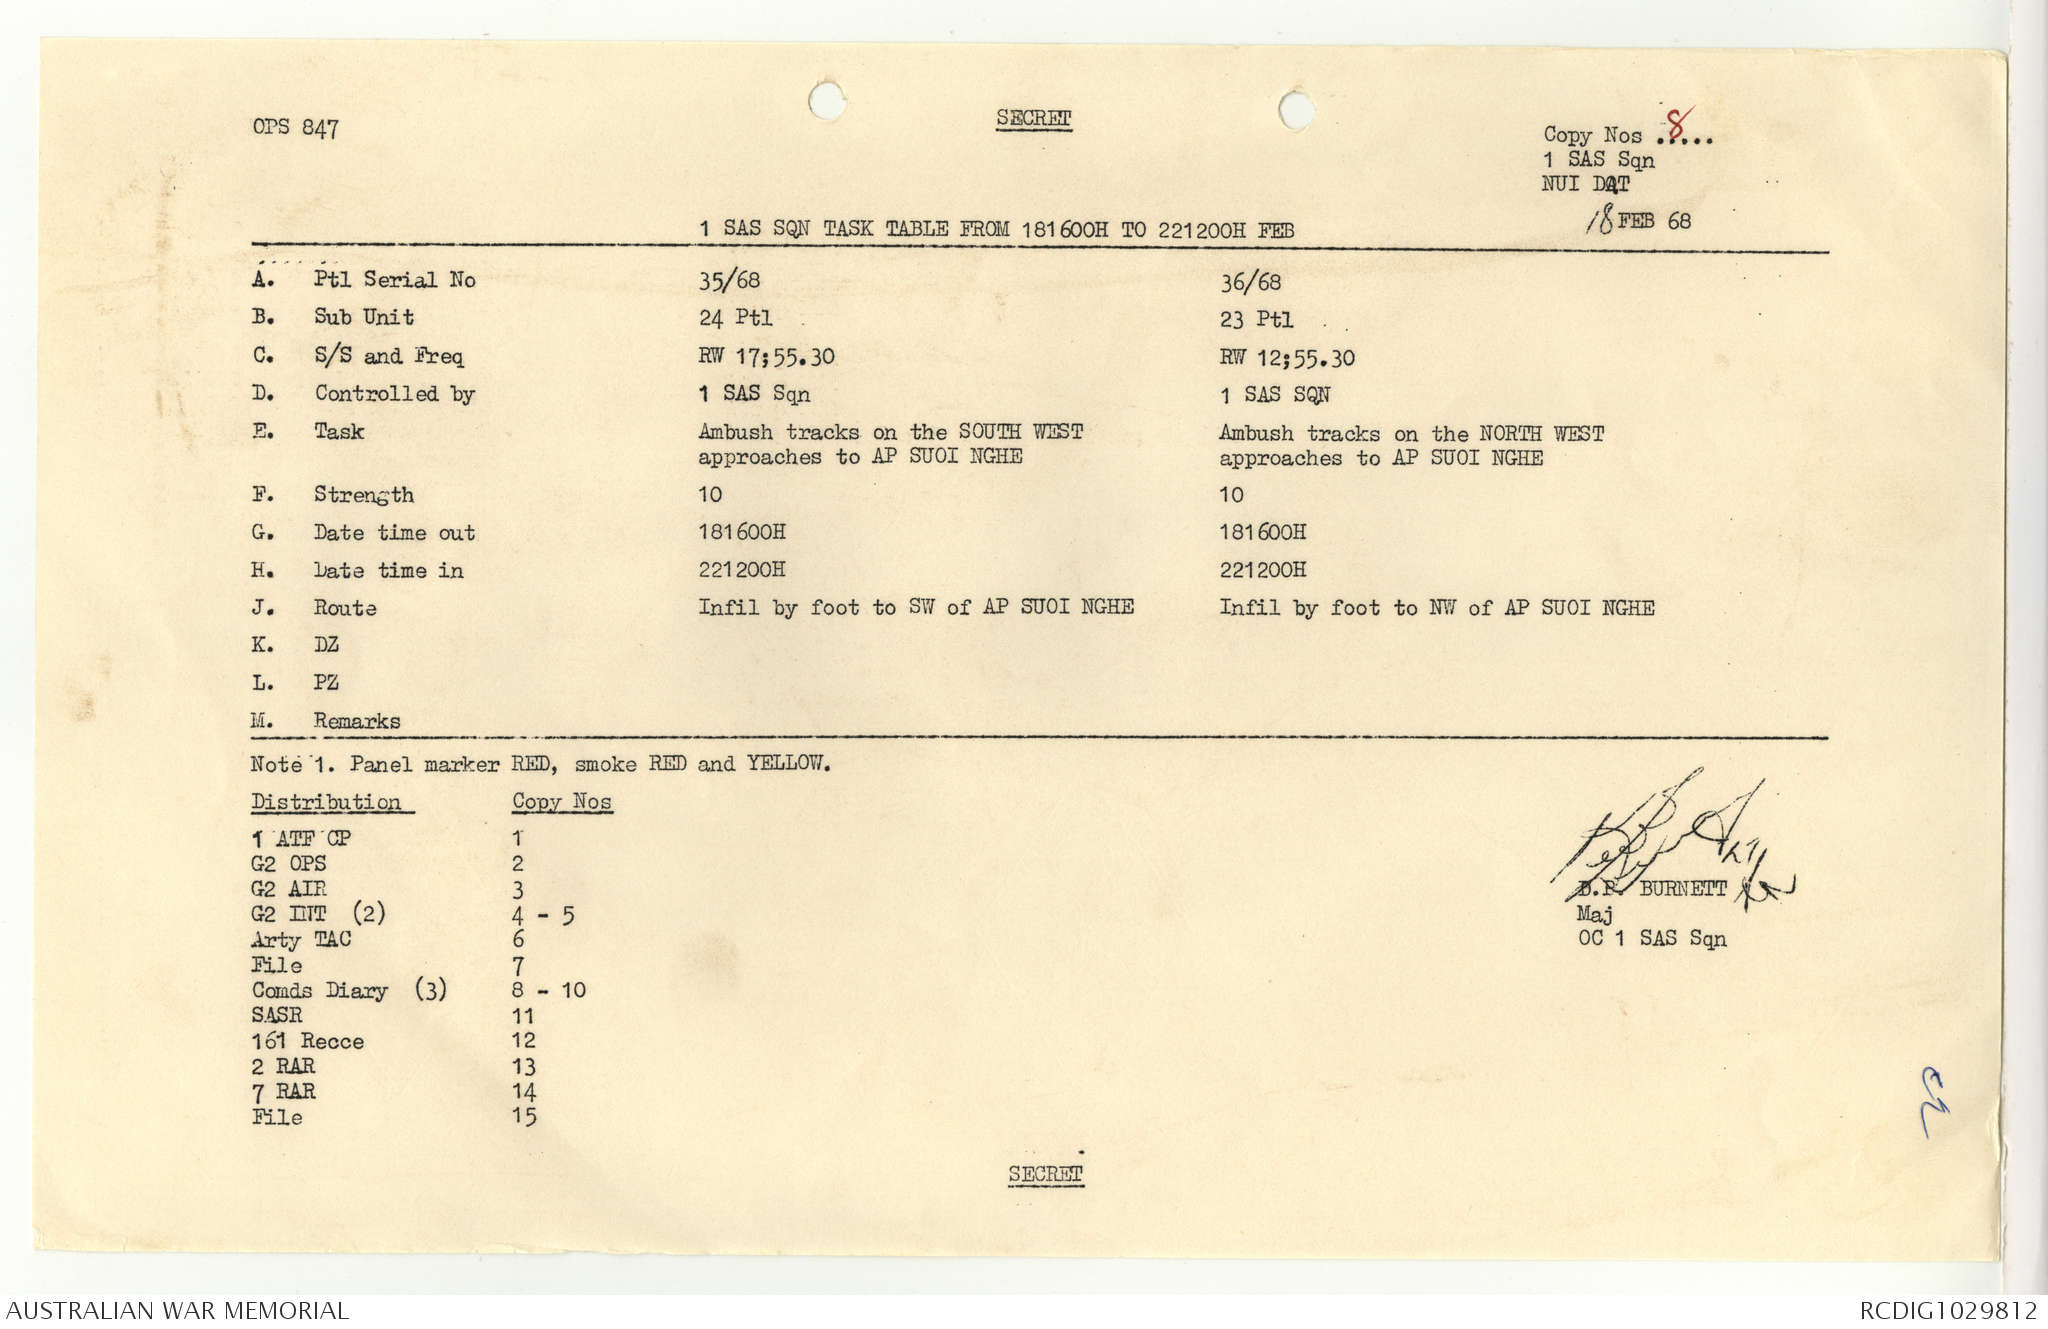 OPS 847
SECRET
Copy Nos ..8...
1 SAS Sqn
NUI DAT
18 FEB 68
1 SAS SQN TASK TABLE FROM 181600H TO 221200H FEB
A. Ptl Serial No 35/68 36/68
B. Sub Unit 24 Ptl 23 Ptl
C. S/S and Freq RW 17;55.30 RW 12;55.30
D. Controlled by 1 SAS Sqn 1 SAS SQN
E. Task Ambush tracks on the SOUTH WEST Ambush tracks on the NORTH WEST
approaches to AP SUOI NGHE approaches to AP SUOI NGHE
F. Strength 10 10
G. Date time out 181600H 181600H
H. Date time in 221200H 221200H
J. Route Infil by foot to SW of AP SUOI NGHE Infil by foot to NW of AP SUOI NGHE
K. DZ
L. PZ
M. Remarks
Note 1. Panel marker RED, smoke RED and YELLOW.
Distribution Copy Nos
1 ATF CP 1
G2 OPS 2
G2 AIR 3
G2 INT (2) 4 - 5
Arty TAC 6
File 7
Comds Diary (3) 8 - 10
SASR 11
161 Recce 12
2 RAR 13
7 RAR 14
File 15
D.P. BURNETT
Maj
OC 1 SAS Sqn
SECRET
AUSTRALIAN WAR MEMORIAL
RCDIG1029812